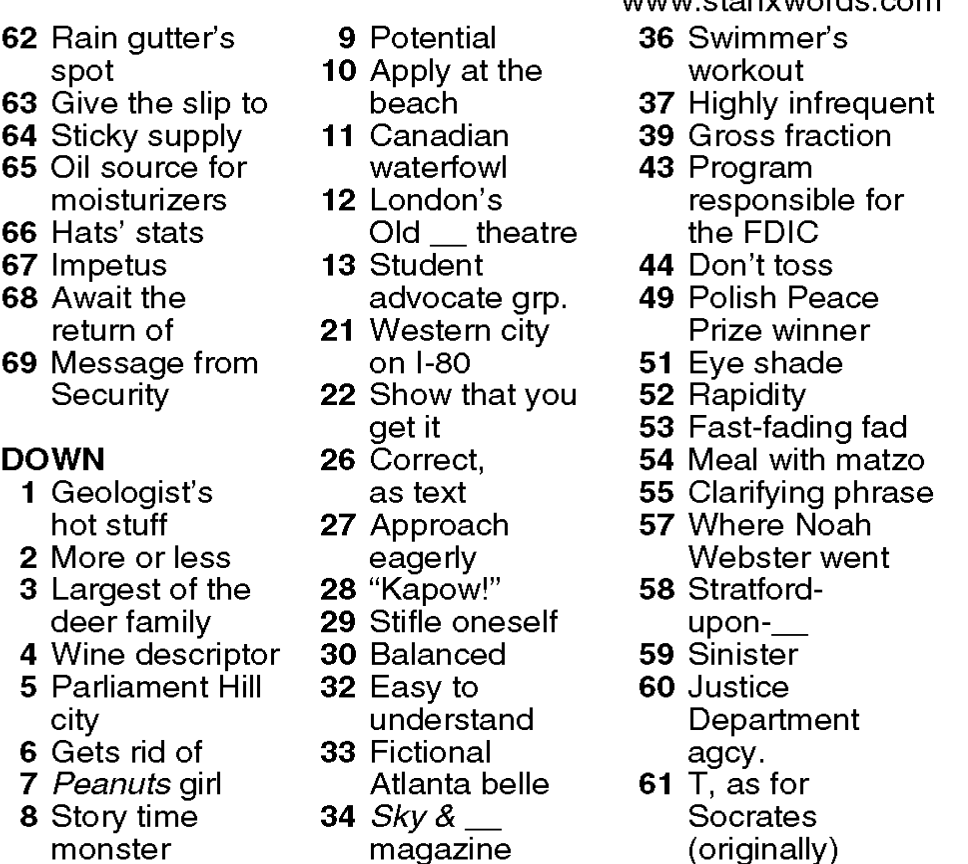 www.stanxwords.com
62 Rain gutter's
spot
63 Give the slip to
64 Sticky supply
65 Oil source for
moisturizers
66 Hats' stats
67 Impetus
68 Await the
return of
69 Message from
Security
DOWN
1 Geologist's
hot stuff
2 More or less
3 Largest of the
deer family
4 Wine descriptor
5 Parliament Hill
city
6 Gets rid of
7 Peanuts girl
8 Story time
monster
9 Potential
10 Apply at the
beach
11 Canadian
waterfowl
12 London's
Old __ theatre
13 Student
advocate grp.
21 Western city
on I-80
22 Show that you
get it
26 Correct,
as text
27 Approach
eagerly
28 “Kapow!”
29 Stifle oneself
30 Balanced
32 Easy to
understand
33 Fictional
Atlanta belle
34 Sky & __
magazine
36 Swimmer's
workout
37 Highly infrequent
39 Gross fraction
43 Program
responsible for
the FDIC
44 Don't toss
49 Polish Peace
Prize winner
51 Eye shade
52 Rapidity
53 Fast-fading fad
54 Meal with matzo
55 Clarifying phrase
57 Where Noah
Webster went
58 Stratford-
upon-__
59 Sinister
60 Justice
Department
agcy.
61 T, as for
Socrates
(originally)